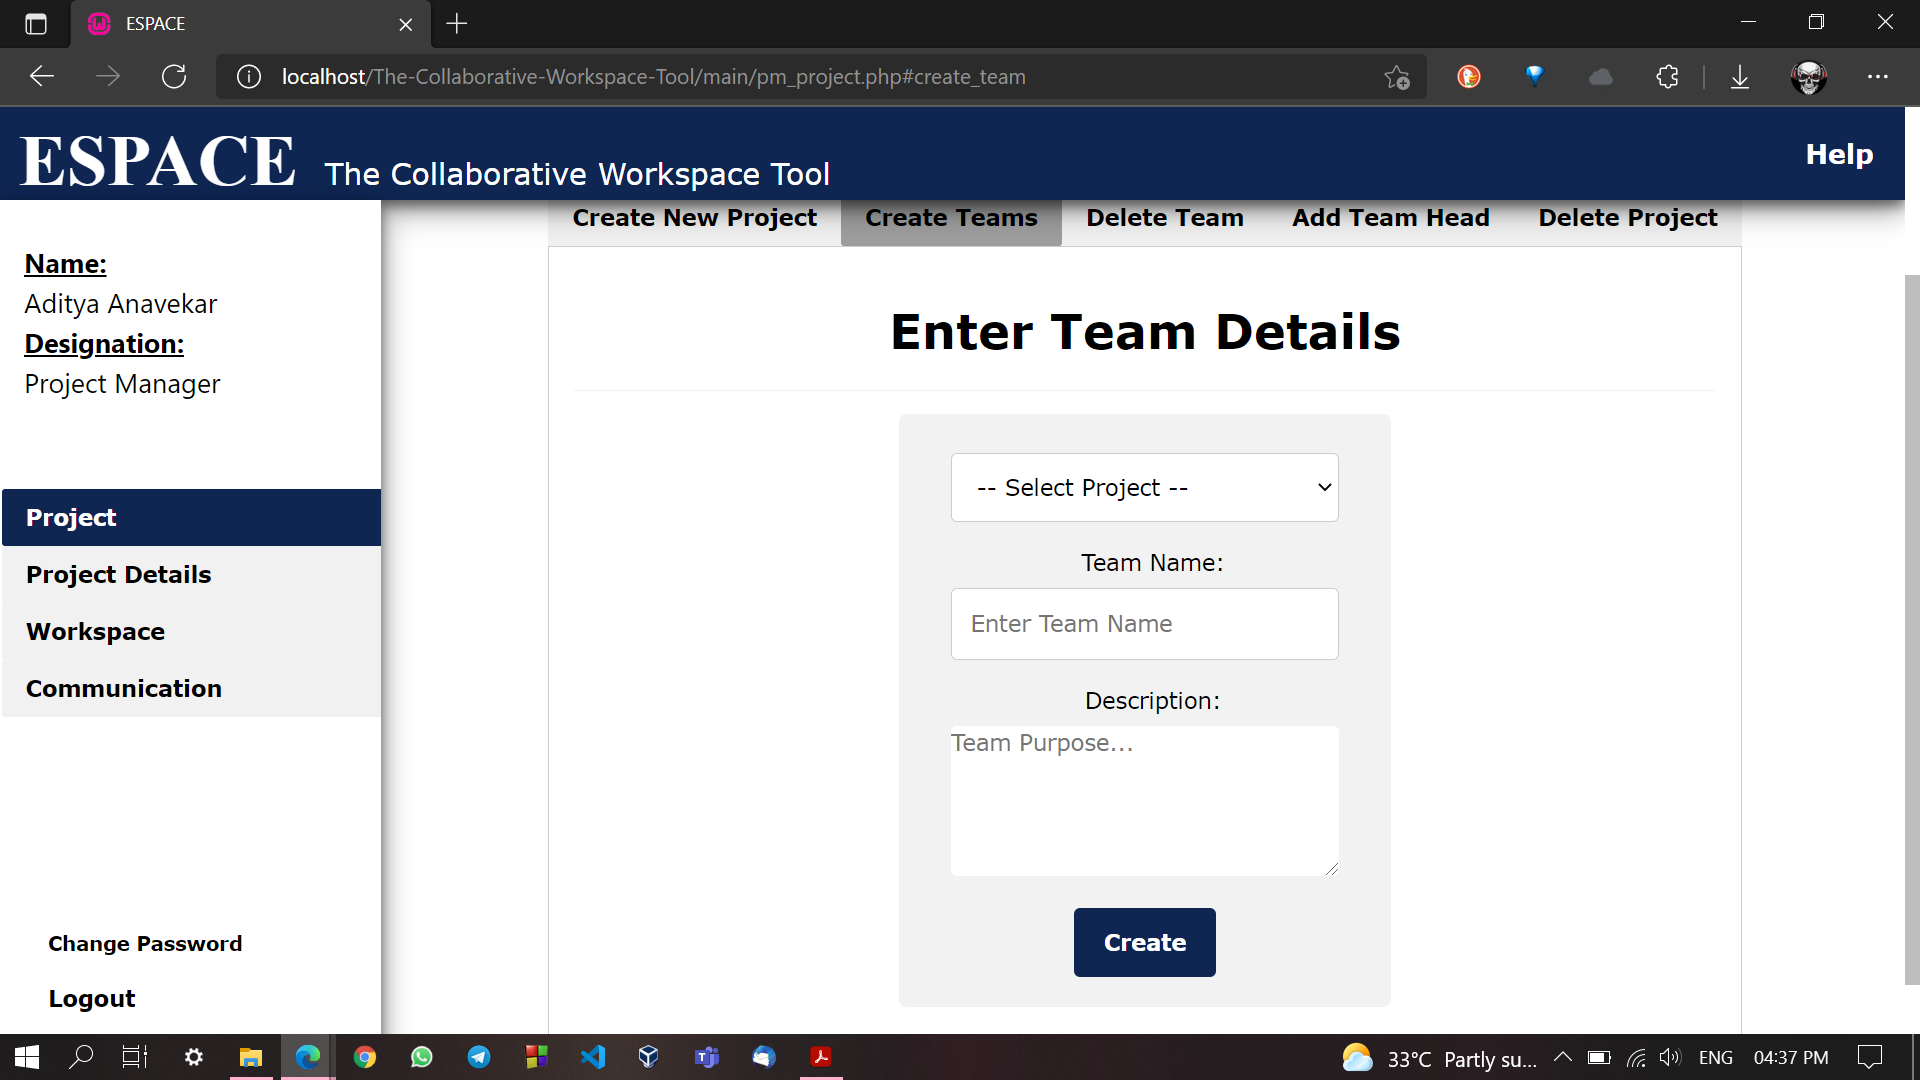 ESPACE
localhost/The-Collaborative-Workspace-Tool/main/pm_project.php#create_team
ESPACE The Collaborative Workspace Tool
Help
Create New Project Create Teams Delete Team Add Team Head Delete Project
Name:
Aditya Anavekar
Designation:
Project Manager
Project
Project Details
Workspace
Communication
Change Password
Logout
Enter Team Details
-- Select Project --
Team Name:
Enter Team Name
Description:
Team Purpose...
Create
33°C Partly su... ENG 04:37 PM